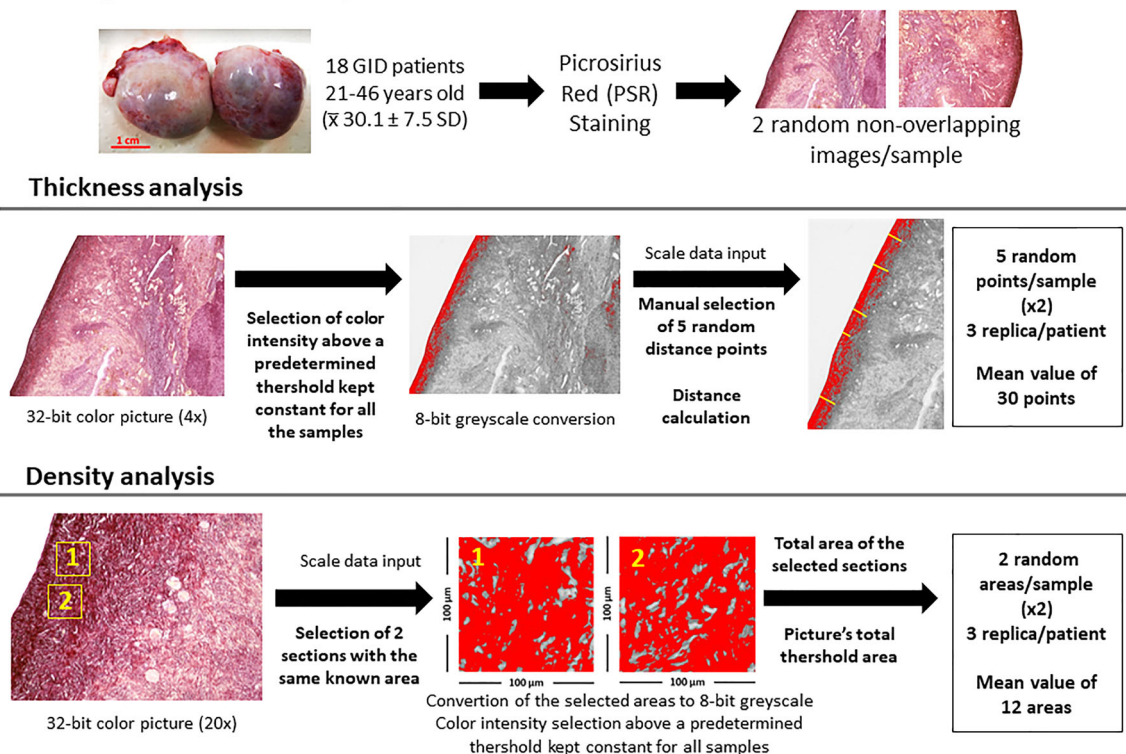 1 cm
18 GID patients
21-46 years old
(x̅ 30.1 ± 7.5 SD)
Picrosirius
Red (PSR)
Staining
2 random non-overlapping
images/sample
Thickness analysis
32-bit color picture (4x)
Selection of color
intensity above a
predetermined
thershold kept
constant for all
the samples
8-bit greyscale conversion
Scale data input
Manual selection
of 5 random
distance points
Distance
calculation
5 random
points/sample
(x2)
3 replica/patient
Mean value of
30 points
Density analysis
1
2
32-bit color picture (20x)
Scale data input
Selection of 2
sections with the
same known area
100 µm
1
100 µm
100 µm
2
100 µm
Convertion of the selected areas to 8-bit greyscale
Color intensity selection above a predetermined
thershold kept constant for all samples
Total area of the
selected sections
Picture's total
thershold area
2 random
areas/sample
(x2)
3 replica/patient
Mean value of
12 areas